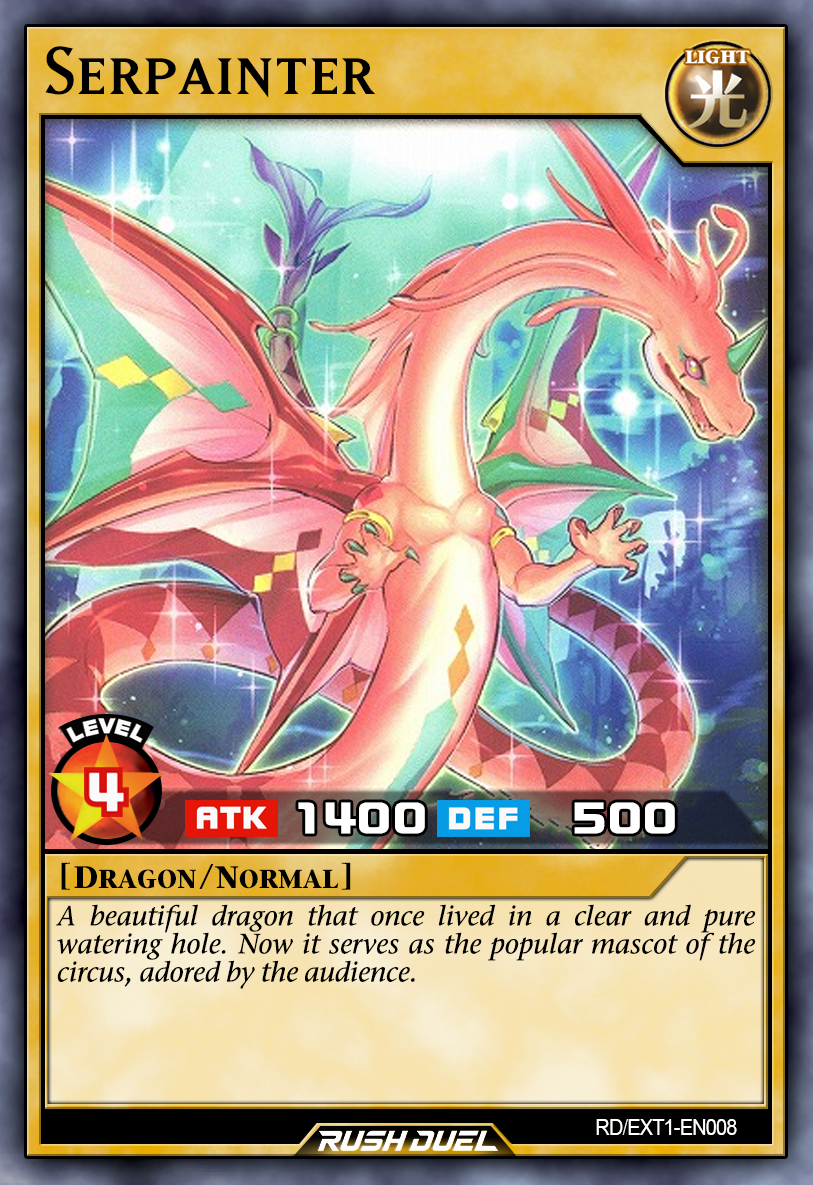 SERPAINTER
LIGHT
光
LEVEL
4
ATK 1400 DEF 500
[DRAGON/NORMAL]
A beautiful dragon that once lived in a clear and pure
watering hole. Now it serves as the popular mascot of the
circus, adored by the audience.
RD/EXT1-EN008
RUSH DUEL